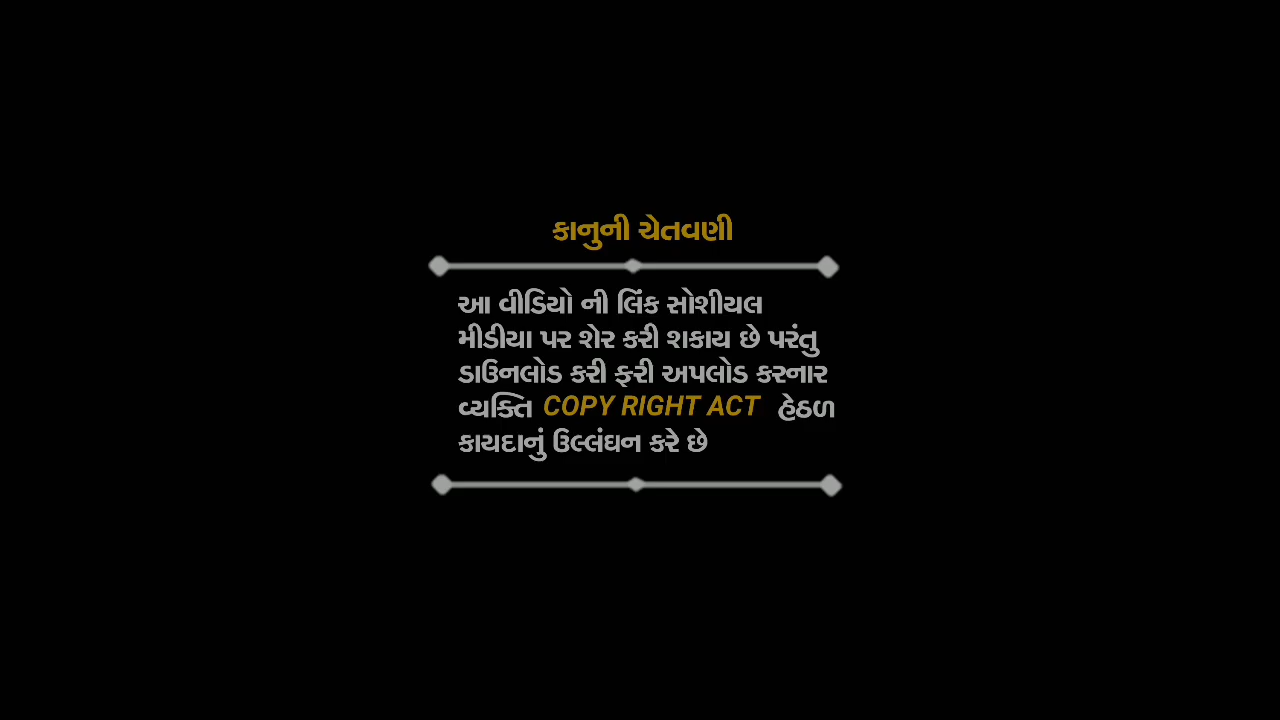 કાનુની ચેતવણી
આ વીડિયો ની લિંક સોશીયલ
મીડીયા પર શેર કરી શકાય છે પરંતુ
ડાઉનલોડ કરી ફરી અપલોડ કરનાર
વ્યક્તિ COPY RIGHT ACT હેઠળ
કાયદાનું ઉલ્લંઘન કરે છે